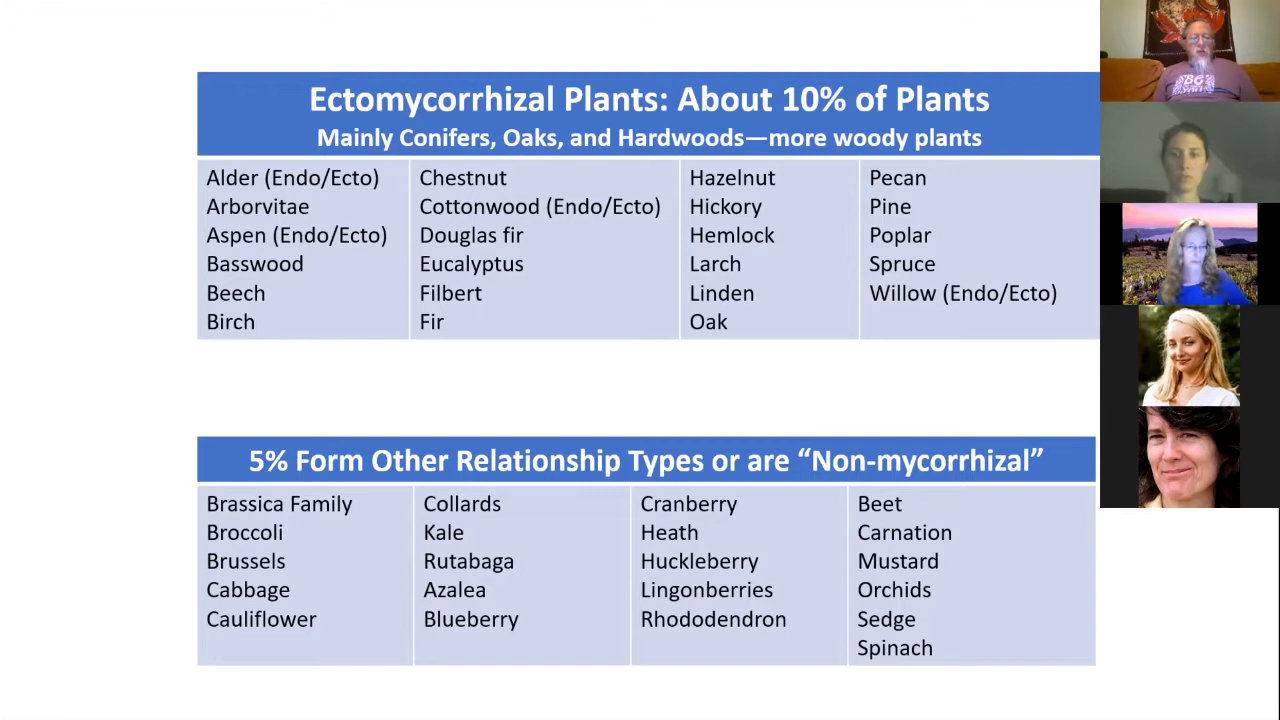 Ectomycorrhizal Plants: About 10% of Plants
Mainly Conifers, Oaks, and Hardwoods—more woody plants
Alder (Endo/Ecto)
Arborvitae
Aspen (Endo/Ecto)
Basswood
Beech
Birch
Chestnut
Cottonwood (Endo/Ecto)
Douglas fir
Eucalyptus
Filbert
Fir
Hazelnut
Hickory
Hemlock
Larch
Linden
Oak
Pecan
Pine
Poplar
Spruce
Willow (Endo/Ecto)
5% Form Other Relationship Types or are “Non-mycorrhizal”
Brassica Family
Broccoli
Brussels
Cabbage
Cauliflower
Collards
Kale
Rutabaga
Azalea
Blueberry
Cranberry
Heath
Huckleberry
Lingonberries
Rhododendron
Beet
Carnation
Mustard
Orchids
Sedge
Spinach